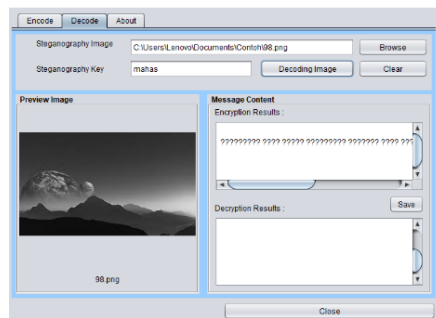 Encode Decode About
Steganography Image C:\Users\Lenovo\Documents\Contoh\98.png Browse
Steganography Key mahas Decoding Image Clear
Preview Image
98.png
Message Content
Encryption Results :
????????? ???? ????? ????????? ??????? ???? ???
Decryption Results : Save
Close